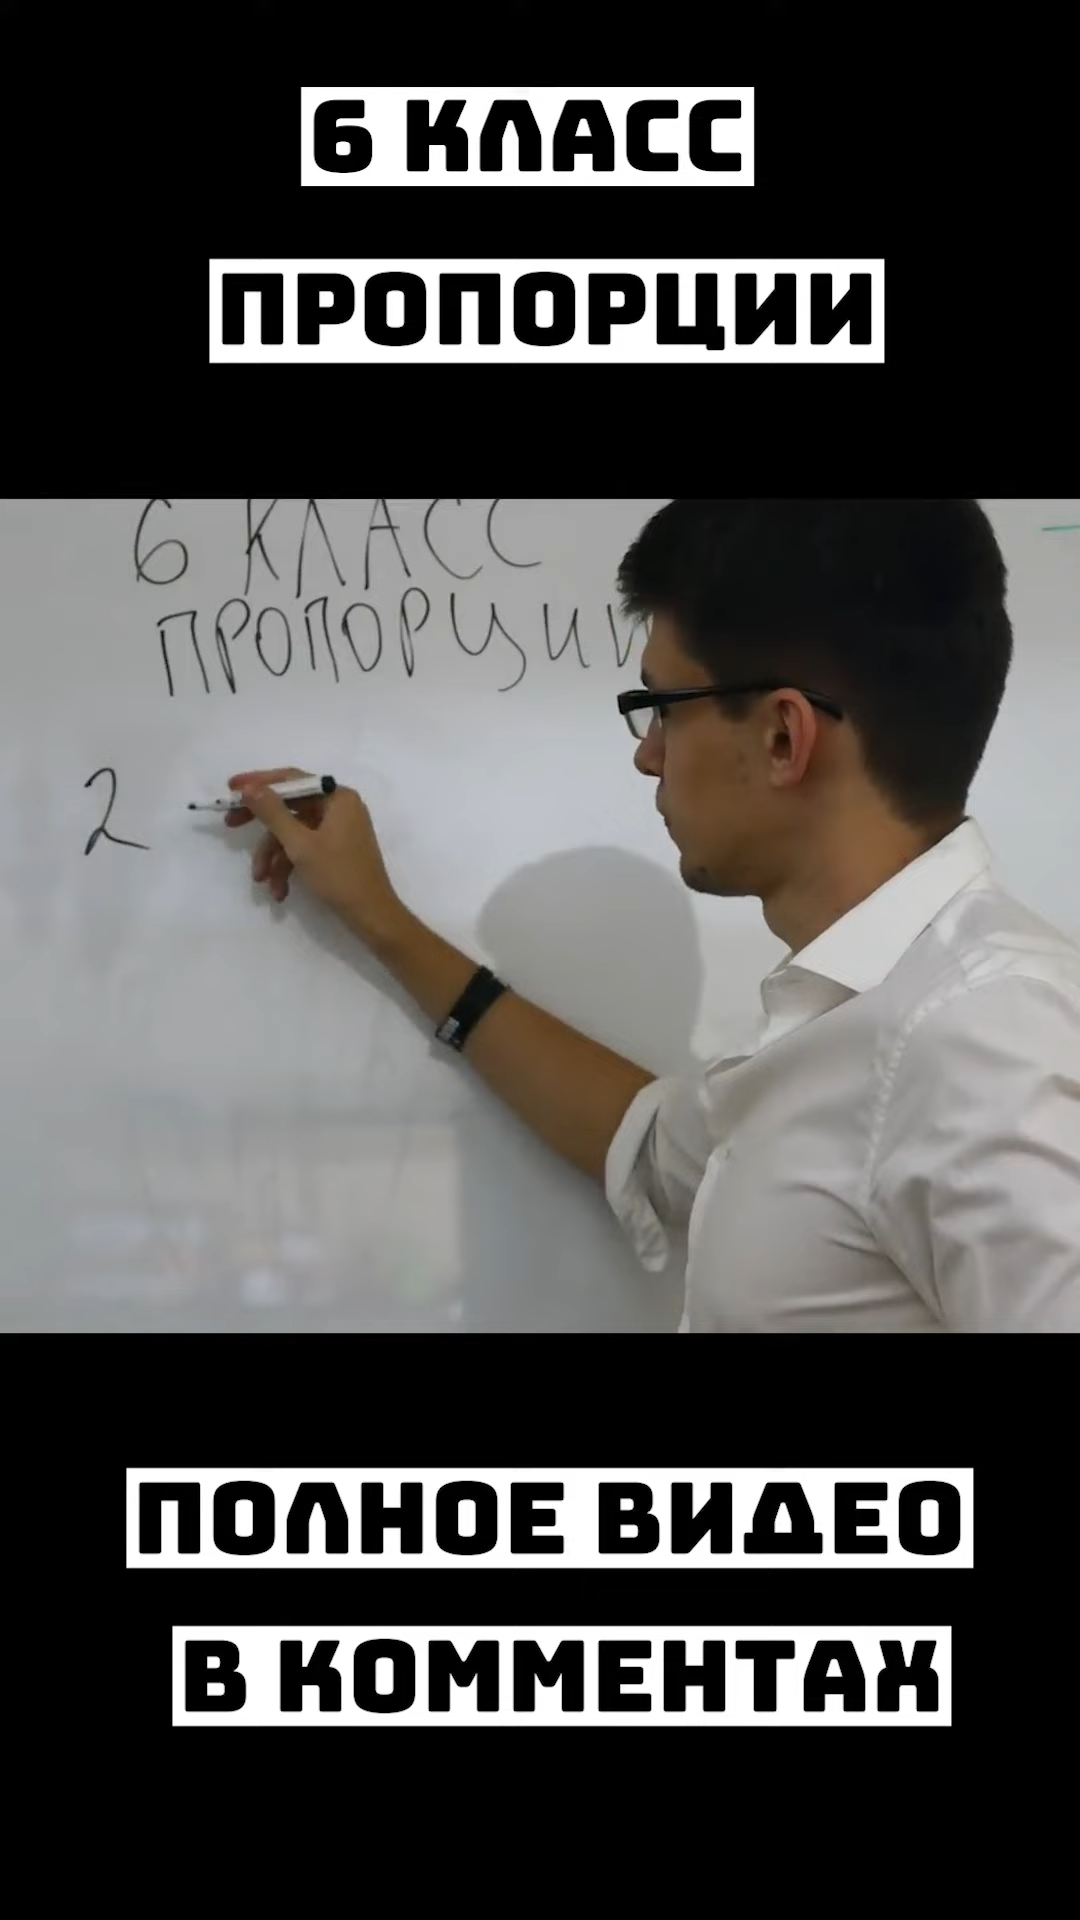 6 КЛАСС
ПРОПОРЦИИ
6 КЛАСС
ПРОПОРЦИИ
2
ПОЛНОЕ ВИДЕО
В КОММЕНТАХ